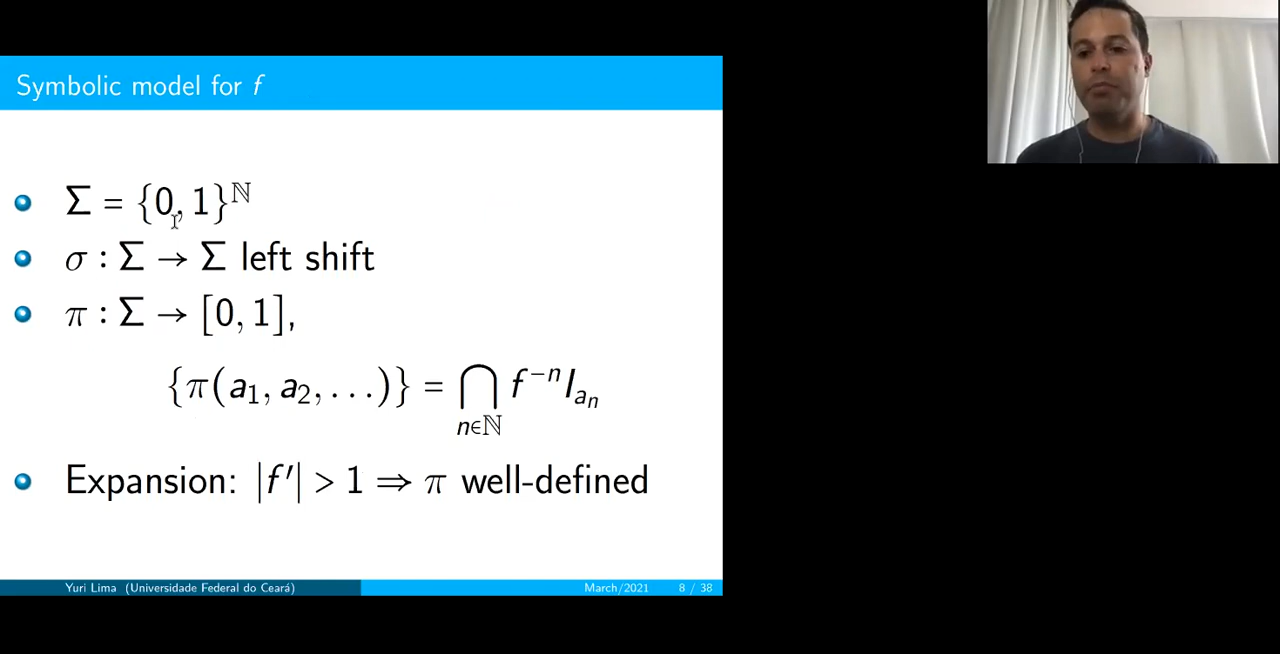 Symbolic model for f
Σ = {0, 1}^ℕ
σ : Σ → Σ left shift
π : Σ → [0, 1],
{π(a₁, a₂, . . .)} = ⋂_{n∈ℕ} f^{−n}I_{aₙ}
Expansion: |f′| > 1 ⇒ π well-defined
Yuri Lima (Universidade Federal do Ceará) March/2021 8 / 38